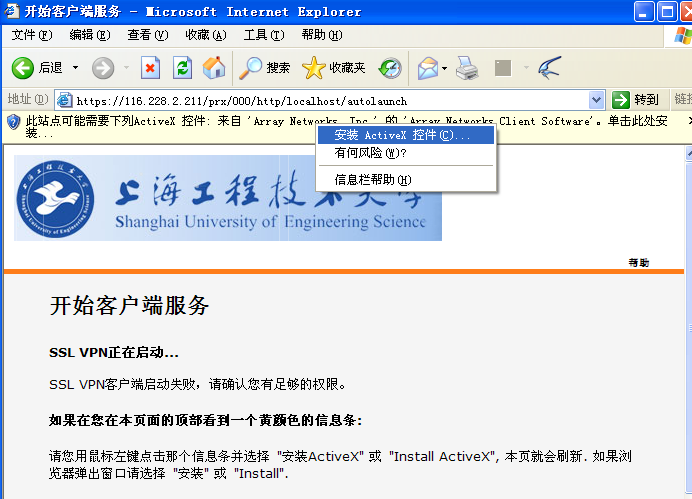 开始客户端服务 - Microsoft Internet Explorer
文件(F) 编辑(E) 查看(V) 收藏(A) 工具(T) 帮助(H)
后退 搜索 收藏夹
地址(D) https://116.228.2.211/prx/000/http/localhost/autolaunch 转到 链接
此站点可能需要下列ActiveX 控件: 来自 'Array Networks, Inc.' 的 'Array Networks Client Software'。单击此处安
装...
安装 ActiveX 控件(C)...
有何风险(W)?
信息栏帮助(H)
上海工程技术大学
Shanghai University of Engineering Science
帮助
开始客户端服务
SSL VPN正在启动...
SSL VPN客户端启动失败，请确认您有足够的权限。
如果在您在本页面的顶部看到一个黄颜色的信息条:
请您用鼠标左键点击那个信息条并选择 "安装ActiveX" 或 "Install ActiveX", 本页就会刷新. 如果浏
览器弹出窗口请选择 "安装" 或 "Install".